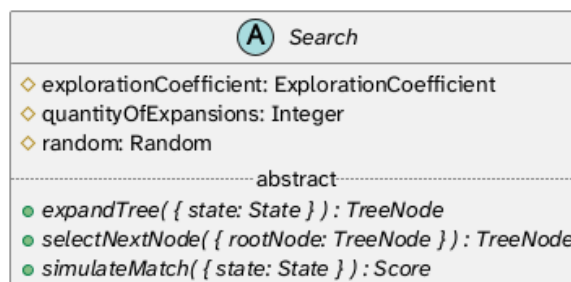 A Search
explorationCoefficient: ExplorationCoefficient
quantityOfExpansions: Integer
random: Random
abstract
expandTree( { state: State } ) : TreeNode
selectNextNode( { rootNode: TreeNode } ) : TreeNode
simulateMatch( { state: State } ) : Score